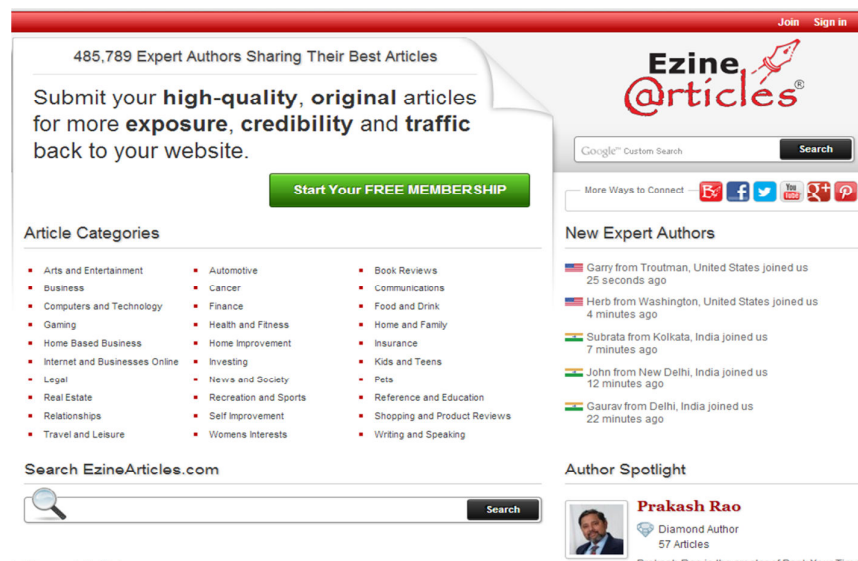 Join Sign in
485,789 Expert Authors Sharing Their Best Articles
Submit your high-quality, original articles
for more exposure, credibility and traffic
back to your website.
Start Your FREE MEMBERSHIP
Ezine
@rticles®
Google™ Custom Search
Search
More Ways to Connect
You
Tube
Article Categories
Arts and Entertainment
Automotive
Book Reviews
Business
Cancer
Communications
Computers and Technology
Finance
Food and Drink
Gaming
Health and Fitness
Home and Family
Home Based Business
Home Improvement
Insurance
Internet and Businesses Online
Investing
Kids and Teens
Legal
News and Society
Pets
Real Estate
Recreation and Sports
Reference and Education
Relationships
Self Improvement
Shopping and Product Reviews
Travel and Leisure
Womens Interests
Writing and Speaking
New Expert Authors
Garry from Troutman, United States joined us
25 seconds ago
Herb from Washington, United States joined us
4 minutes ago
Subrata from Kolkata, India joined us
7 minutes ago
John from New Delhi, India joined us
12 minutes ago
Gaurav from Delhi, India joined us
22 minutes ago
Search EzineArticles.com
Search
Author Spotlight
Prakash Rao
Diamond Author
57 Articles